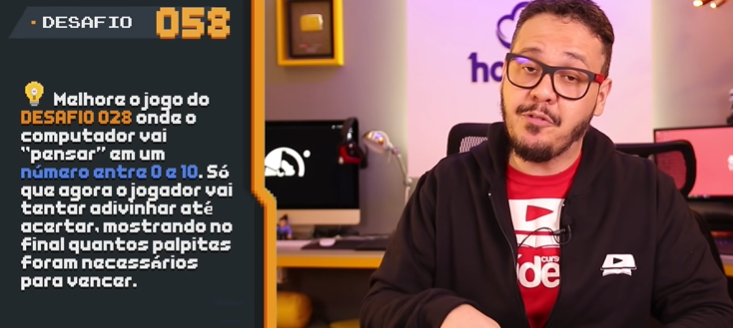 DESAFIO 058
Melhore o jogo do
DESAFIO 028 onde o
computador vai
"pensar" em um
número entre 0 e 10. Só
que agora o jogador vai
tentar adivinhar até
acertar, mostrando no
final quantos palpites
foram necessários
para vencer.